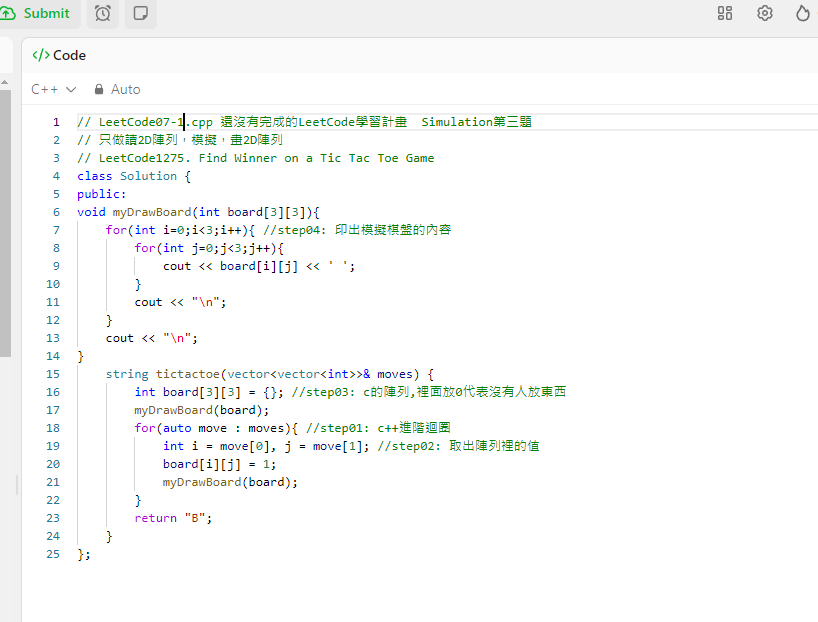 Submit
</> Code
C++ Auto
1 // LeetCode07-1.cpp 還沒有完成的LeetCode學習計畫  Simulation第三題
2 // 只做讀2D陣列，模擬，畫2D陣列
3 // LeetCode1275. Find Winner on a Tic Tac Toe Game
4 class Solution {
5 public:
6 void myDrawBoard(int board[3][3]){
7     for(int i=0;i<3;i++){ //step04: 印出模擬棋盤的內容
8         for(int j=0;j<3;j++){
9             cout << board[i][j] << ' ';
10         }
11         cout << "\n";
12     }
13     cout << "\n";
14 }
15     string tictactoe(vector<vector<int>>& moves) {
16         int board[3][3] = {}; //step03: c的陣列,裡面放0代表沒有人放東西
17         myDrawBoard(board);
18         for(auto move : moves){ //step01: c++進階迴圈
19             int i = move[0], j = move[1]; //step02: 取出陣列裡的值
20             board[i][j] = 1;
21             myDrawBoard(board);
22         }
23         return "B";
24     }
25 };